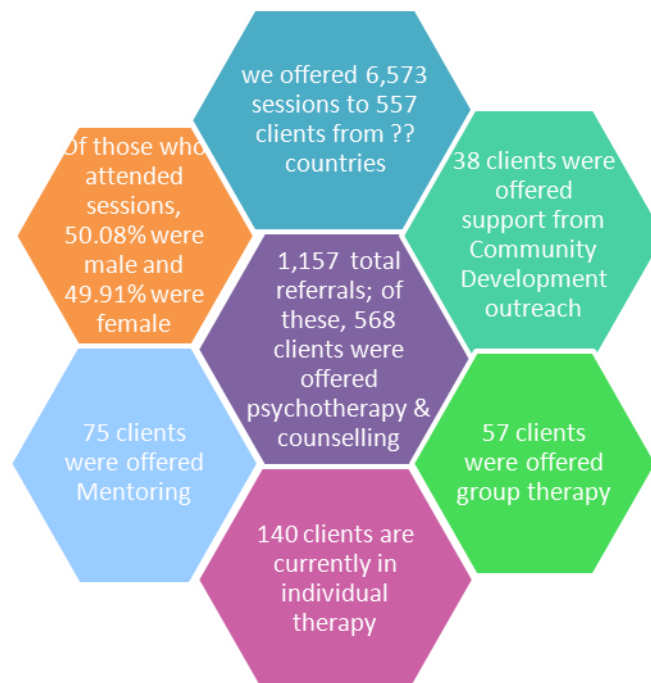 we offered 6,573
sessions to 557
clients from ??
countries
Of those who
attended
sessions,
50.08% were
male and
49.91% were
female
38 clients were
offered
support from
Community
Development
outreach
1,157 total
referrals; of
these, 568
clients were
offered
psychotherapy &
counselling
75 clients
were offered
Mentoring
57 clients
were offered
group therapy
140 clients are
currently in
individual
therapy